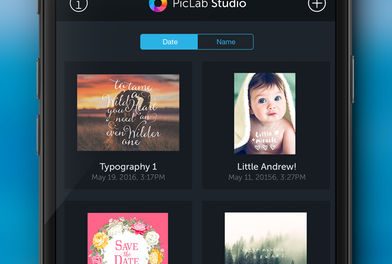 i
PicLab Studio
Date Name
to tame
a Wild Heart
you need
an even Wilder
one
Little
miracle
Typography 1
May 19, 2016, 3:17PM
Little Andrew!
May 11, 20156, 3:27PM
SAVE
the
DATE